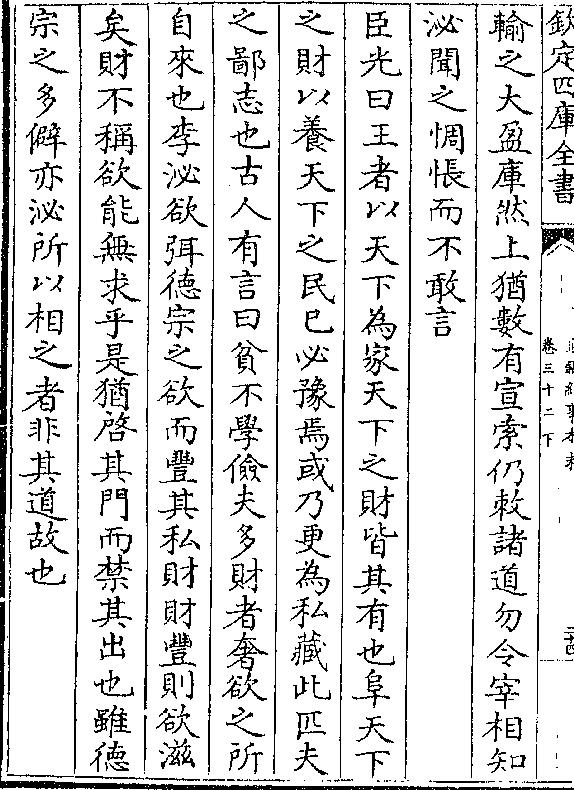 欽定四庫全書
卷三十二下
輸之大盈庫然上猶數有宣索仍敕諸道勿令宰相知
泌聞之惆悵而不敢言
臣光曰王者以天下為家天下之財皆其有也阜天下
之財以養天下之民已必豫焉或乃更為私藏此匹夫
之鄙志也古人有言曰貧不學儉夫多財者奢欲之所
自來也李泌欲弭德宗之欲而豐其私財財豐則欲滋
矣財不稱欲能無求乎是猶啓其門而禁其出也雖德
宗之多僻亦泌所以相之者非其道故也